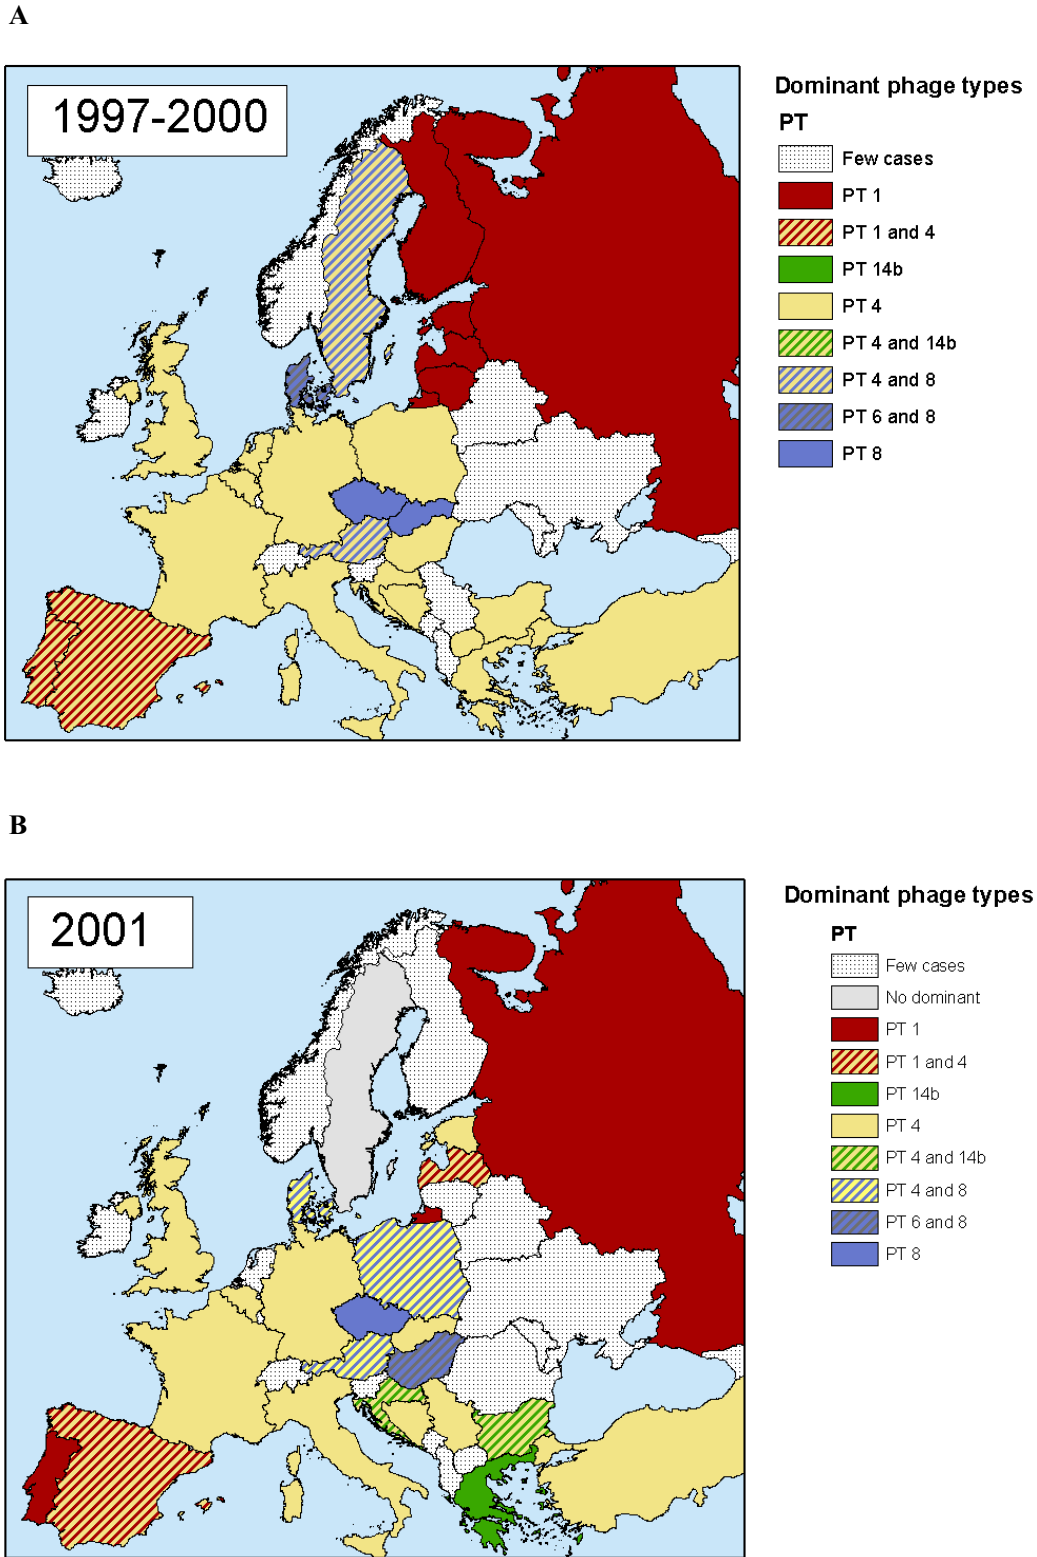 A
1997-2000
Dominant phage types
PT
Few cases
PT 1
PT 1 and 4
PT 14b
PT 4
PT 4 and 14b
PT 4 and 8
PT 6 and 8
PT 8
B
2001
Dominant phage types
PT
Few cases
No dominant
PT 1
PT 1 and 4
PT 14b
PT 4
PT 4 and 14b
PT 4 and 8
PT 6 and 8
PT 8